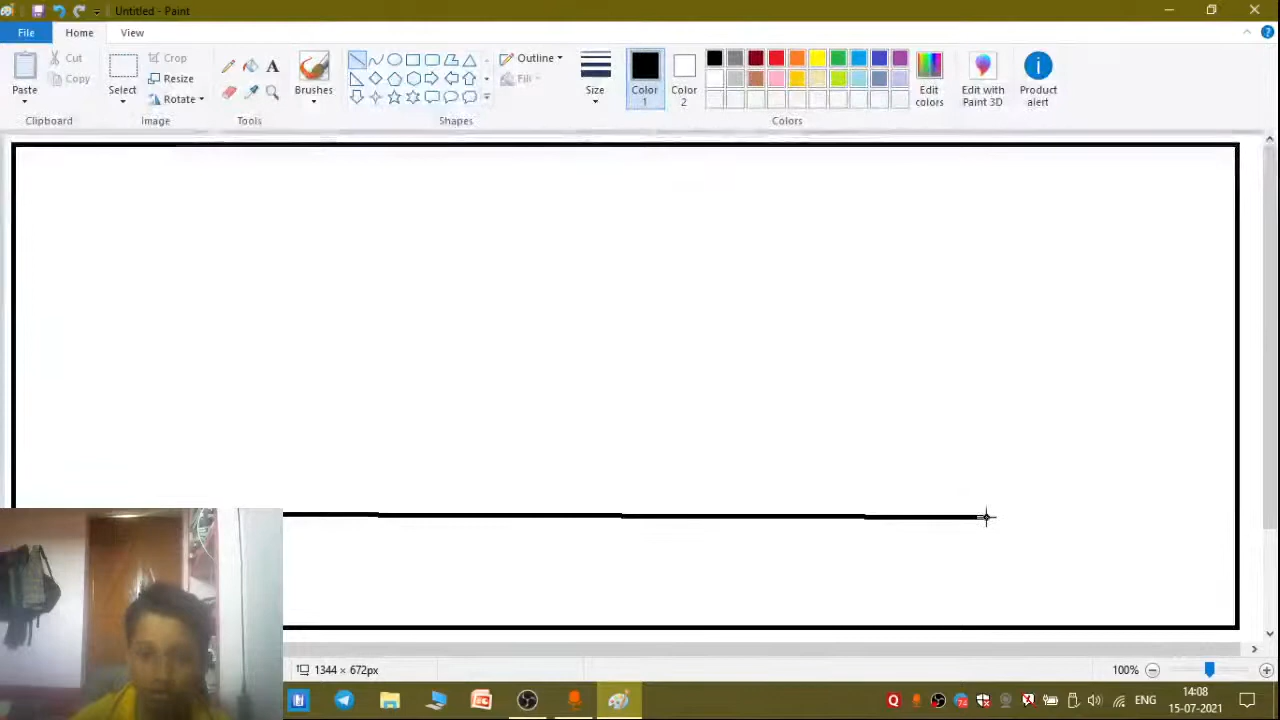 Untitled - Paint
File Home View
Paste
Cut
Copy
Clipboard
Select
Crop
Resize
Rotate
Image
A
Tools
Brushes
Shapes
Outline
Fill
Size
Color 1
Color 2
Edit colors
Colors
Edit with Paint 3D
Product alert
1344 × 672px
100%
74
ENG
14:08
15-07-2021